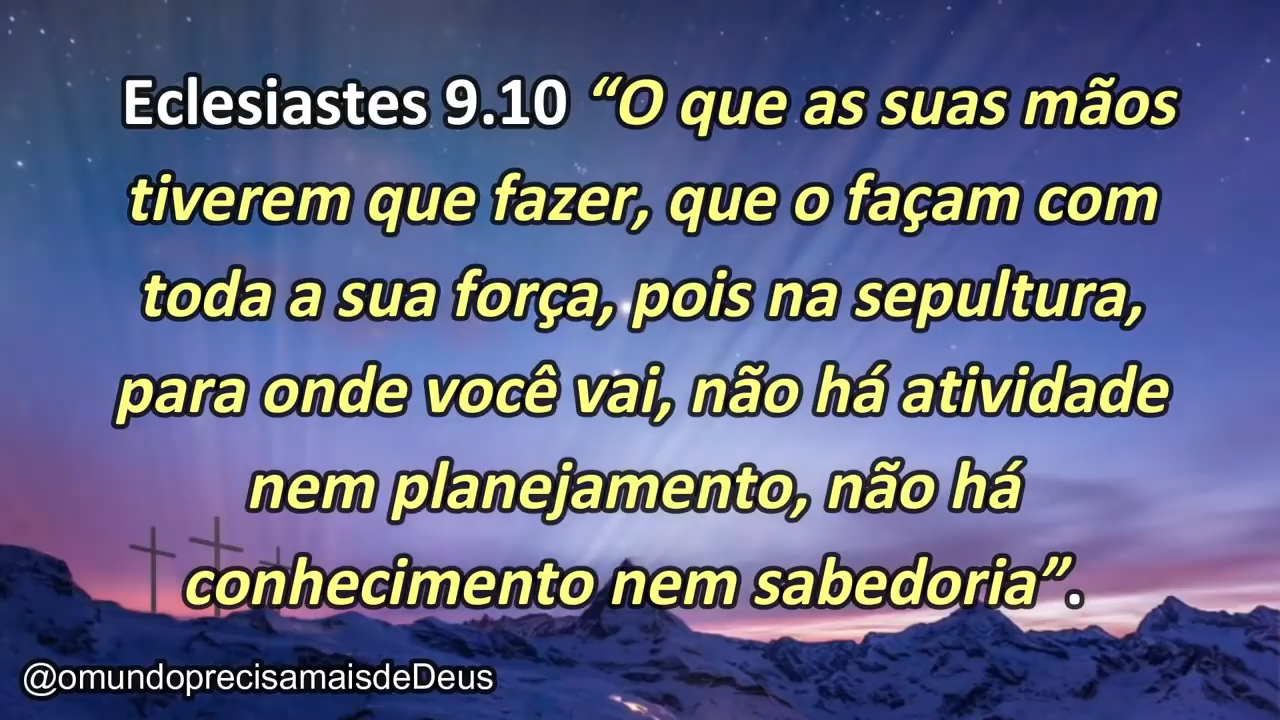 Eclesiastes 9.10 “O que as suas mãos
tiverem que fazer, que o façam com
toda a sua força, pois na sepultura,
para onde você vai, não há atividade
nem planejamento, não há
conhecimento nem sabedoria”.
@omundoprecisamaisdeDeus